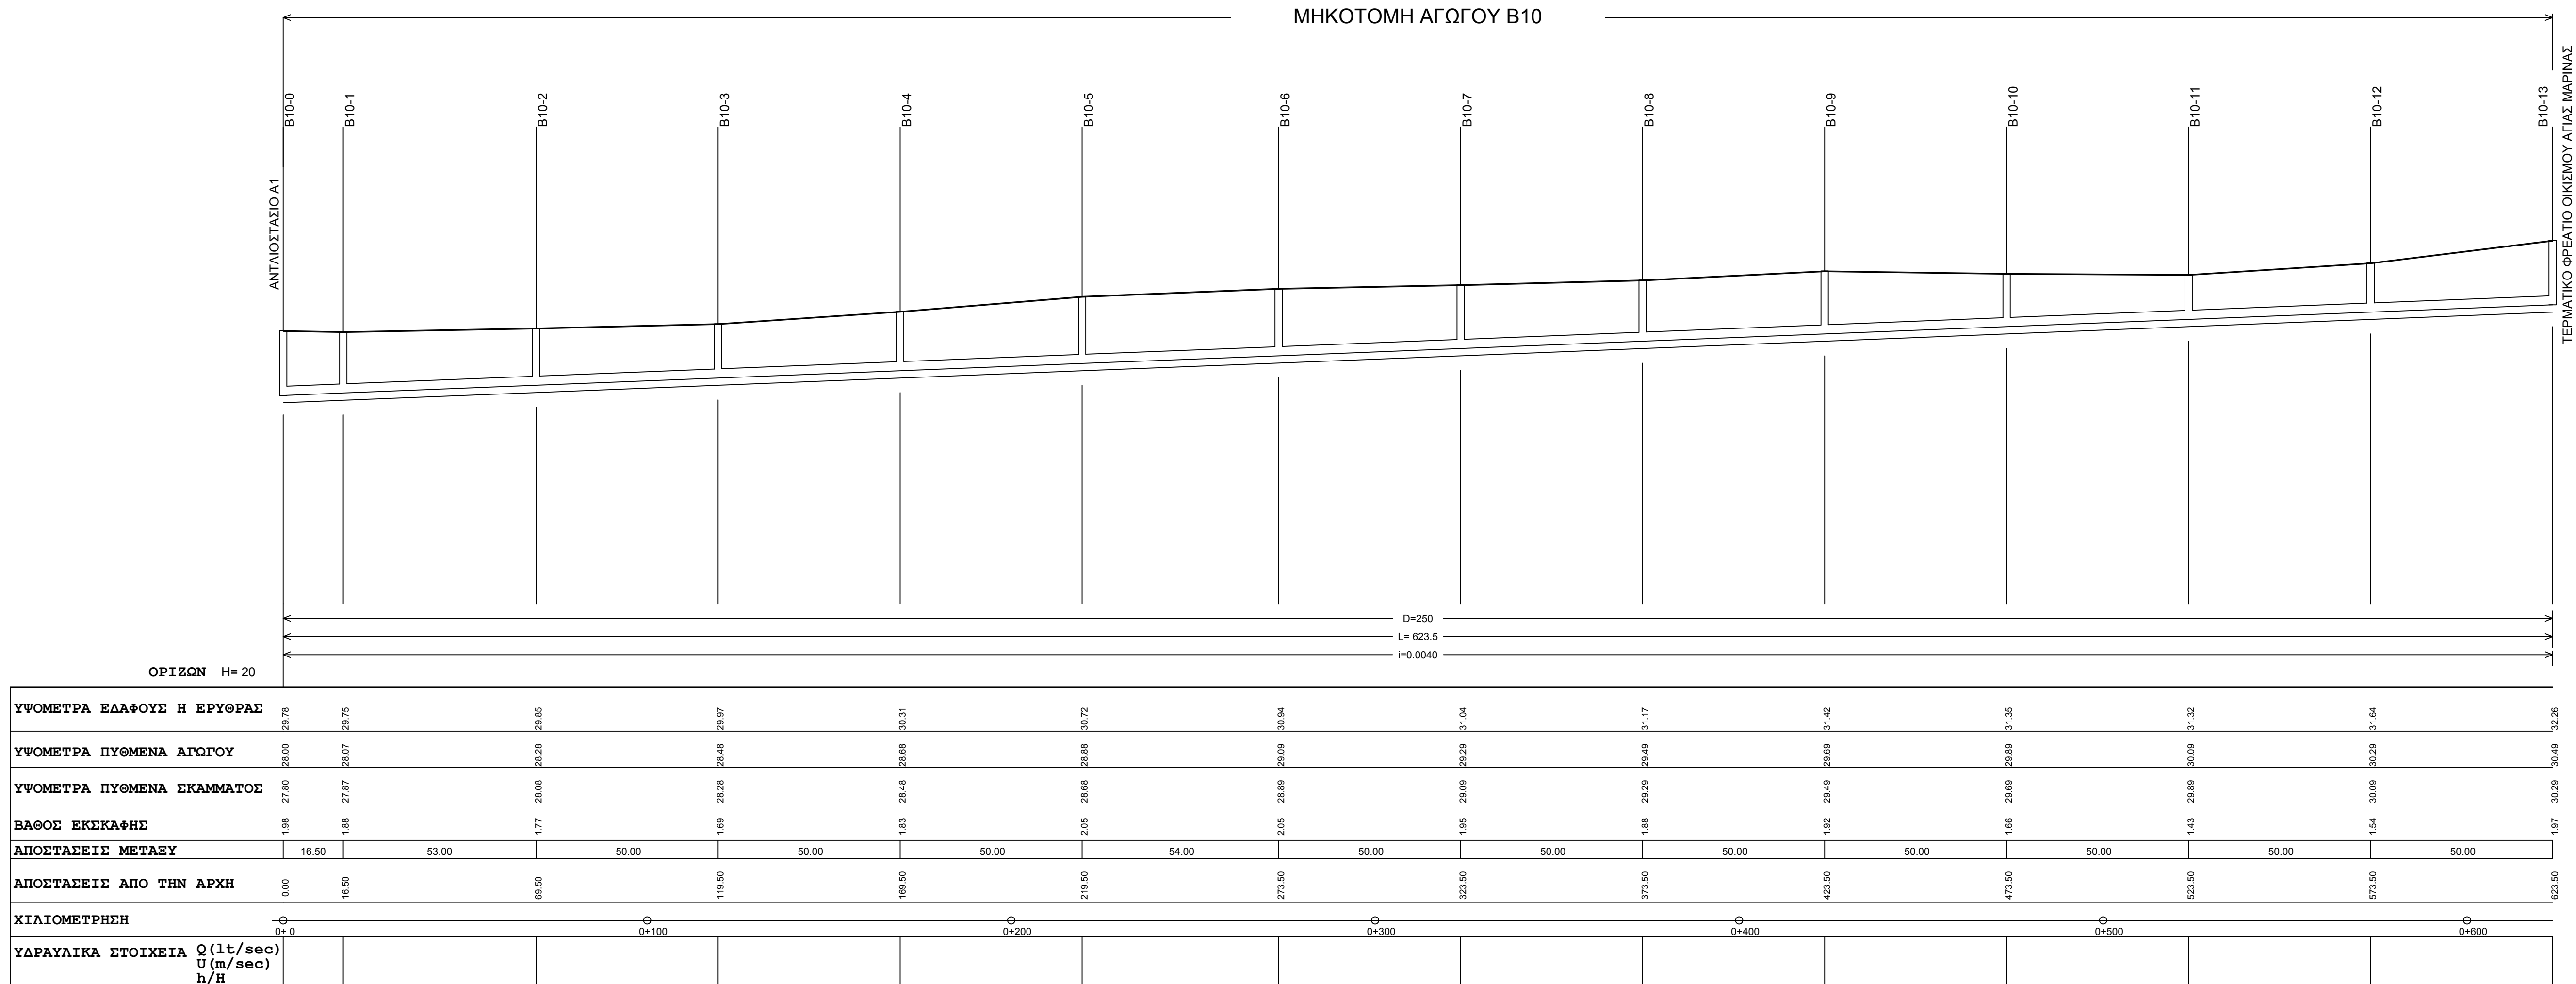 ΜΗΚΟΤΟΜΗ ΑΓΩΓΟΥ Β10
Β10-0 Β10-1 Β10-2 Β10-3 Β10-4 Β10-5 Β10-6 Β10-7 Β10-8 Β10-9 Β10-10 Β10-11 Β10-12 Β10-13
ΑΝΤΛΙΟΣΤΑΣΙΟ Α1
ΤΕΡΜΑΤΙΚΟ ΦΡΕΑΤΙΟ ΟΙΚΙΣΜΟΥ ΑΓΙΑΣ ΜΑΡΙΝΑΣ
D=250
L= 623.5
i=0.0040
ΟΡΙΖΩΝ H= 20
ΥΨΟΜΕΤΡΑ ΕΔΑΦΟΥΣ Η ΕΡΥΘΡΑΣ 29.78 29.75 29.85 29.97 30.31 30.72 30.94 31.04 31.17 31.42 31.35 31.32 31.64 32.26
ΥΨΟΜΕΤΡΑ ΠΥΘΜΕΝΑ ΑΓΩΓΟΥ 28.00 28.07 28.28 28.48 28.68 28.88 29.09 29.29 29.49 29.69 29.89 30.09 30.29 30.49
ΥΨΟΜΕΤΡΑ ΠΥΘΜΕΝΑ ΣΚΑΜΜΑΤΟΣ 27.80 27.87 28.08 28.28 28.48 28.68 28.89 29.09 29.29 29.49 29.69 29.89 30.09 30.29
ΒΑΘΟΣ ΕΚΣΚΑΦΗΣ 1.98 1.88 1.77 1.69 1.83 2.05 2.05 1.95 1.88 1.92 1.66 1.43 1.54 1.97
ΑΠΟΣΤΑΣΕΙΣ ΜΕΤΑΞΥ 16.50 53.00 50.00 50.00 50.00 54.00 50.00 50.00 50.00 50.00 50.00 50.00 50.00
ΑΠΟΣΤΑΣΕΙΣ ΑΠΟ ΤΗΝ ΑΡΧΗ 0.00 16.50 69.50 119.50 169.50 219.50 273.50 323.50 373.50 423.50 473.50 523.50 573.50 623.50
ΧΙΛΙΟΜΕΤΡΗΣΗ
0+ 0 0+100 0+200 0+300 0+400 0+500 0+600
ΥΔΡΑΥΛΙΚΑ ΣΤΟΙΧΕΙΑ Q(lt/sec)
U(m/sec)
h/H